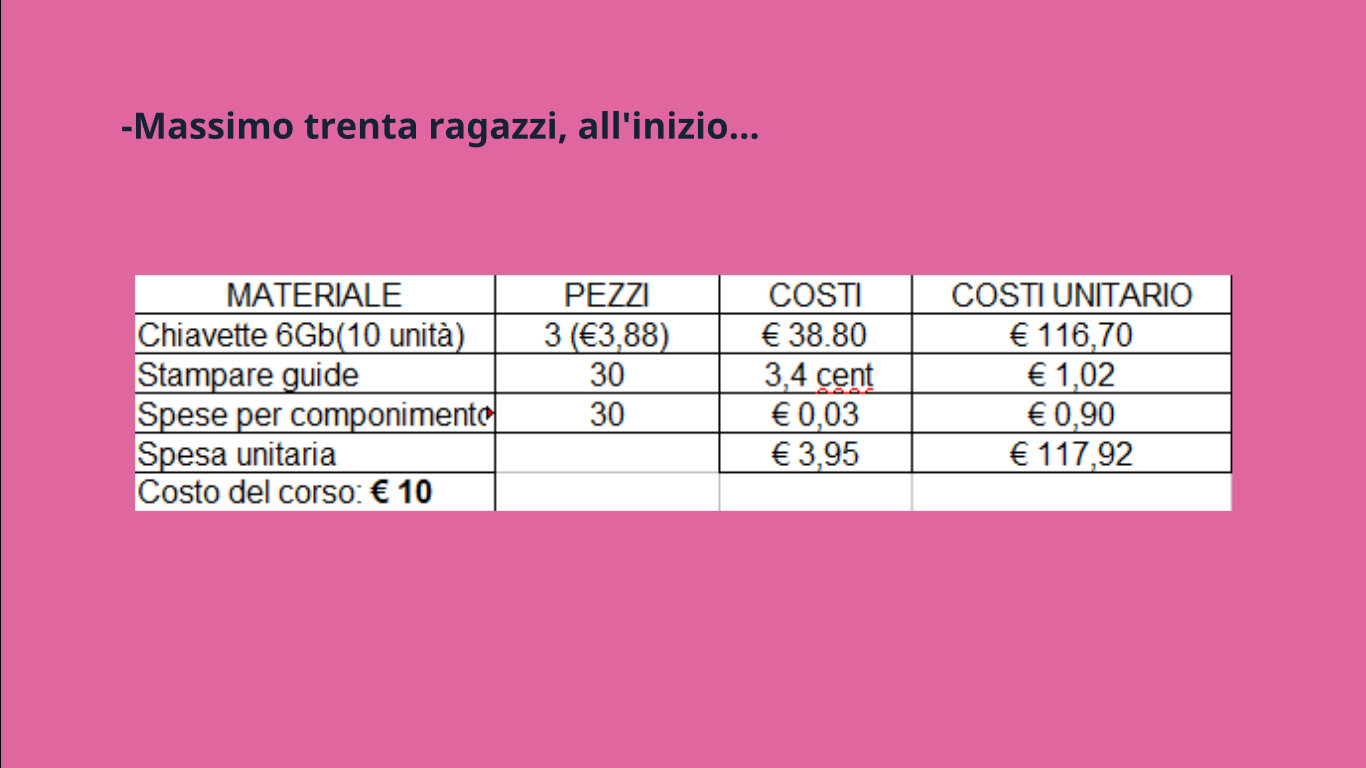 -Massimo trenta ragazzi, all'inizio...
MATERIALE PEZZI COSTI COSTI UNITARIO
Chiavette 6Gb(10 unità) 3 (€3,88) € 38.80 € 116,70
Stampare guide 30 3,4 cent € 1,02
Spese per componimento 30 € 0,03 € 0,90
Spesa unitaria € 3,95 € 117,92
Costo del corso: € 10